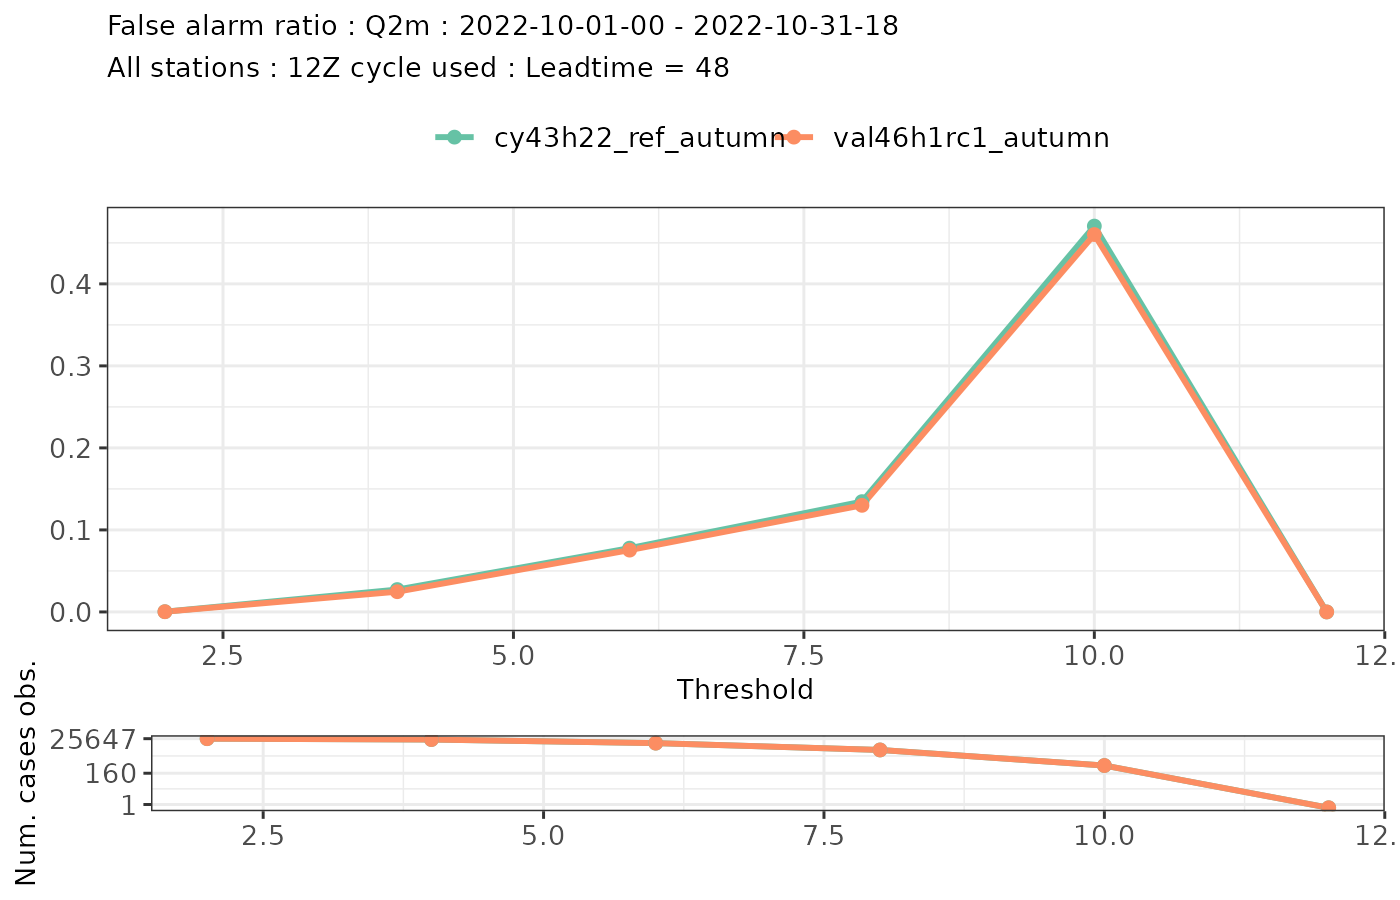 False alarm ratio : Q2m : 2022-10-01-00 - 2022-10-31-18
All stations : 12Z cycle used : Leadtime = 48
cy43h22_ref_autumn val46h1rc1_autumn
0.4
0.3
0.2
0.1
0.0
2.5 5.0 7.5 10.0 12.
Threshold
Num. cases obs.
25647
160
1
2.5 5.0 7.5 10.0 12.